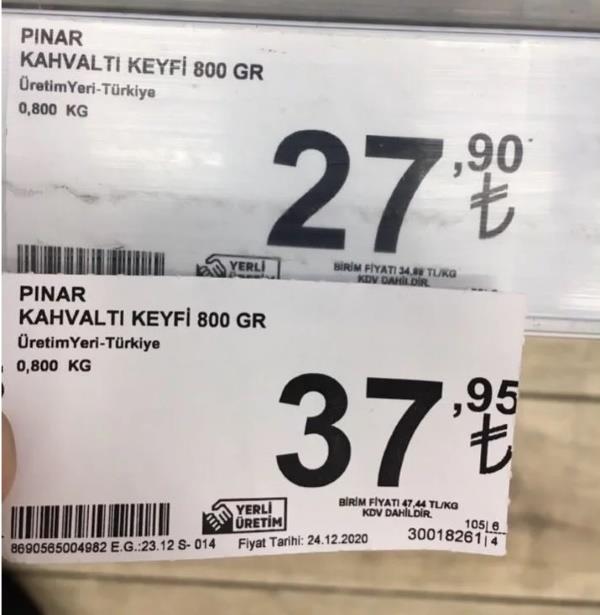 PINAR
KAHVALTI KEYFİ 800 GR
ÜretimYeri-Türkiye
0,800 KG
27,90 ₺
YERLİ
BİRİM FİYATI 34,88 TL/KG
KDV DAHİLDİR.
PINAR
KAHVALTI KEYFİ 800 GR
ÜretimYeri-Türkiye
0,800 KG
37,95 ₺
YERLİ
ÜRETİM
BİRİM FİYATI 47,44 TL/KG
KDV DAHİLDİR.
105| 6
8690565004982 E.G.:23.12 S- 014 Fiyat Tarihi: 24.12.2020 30018261| 4